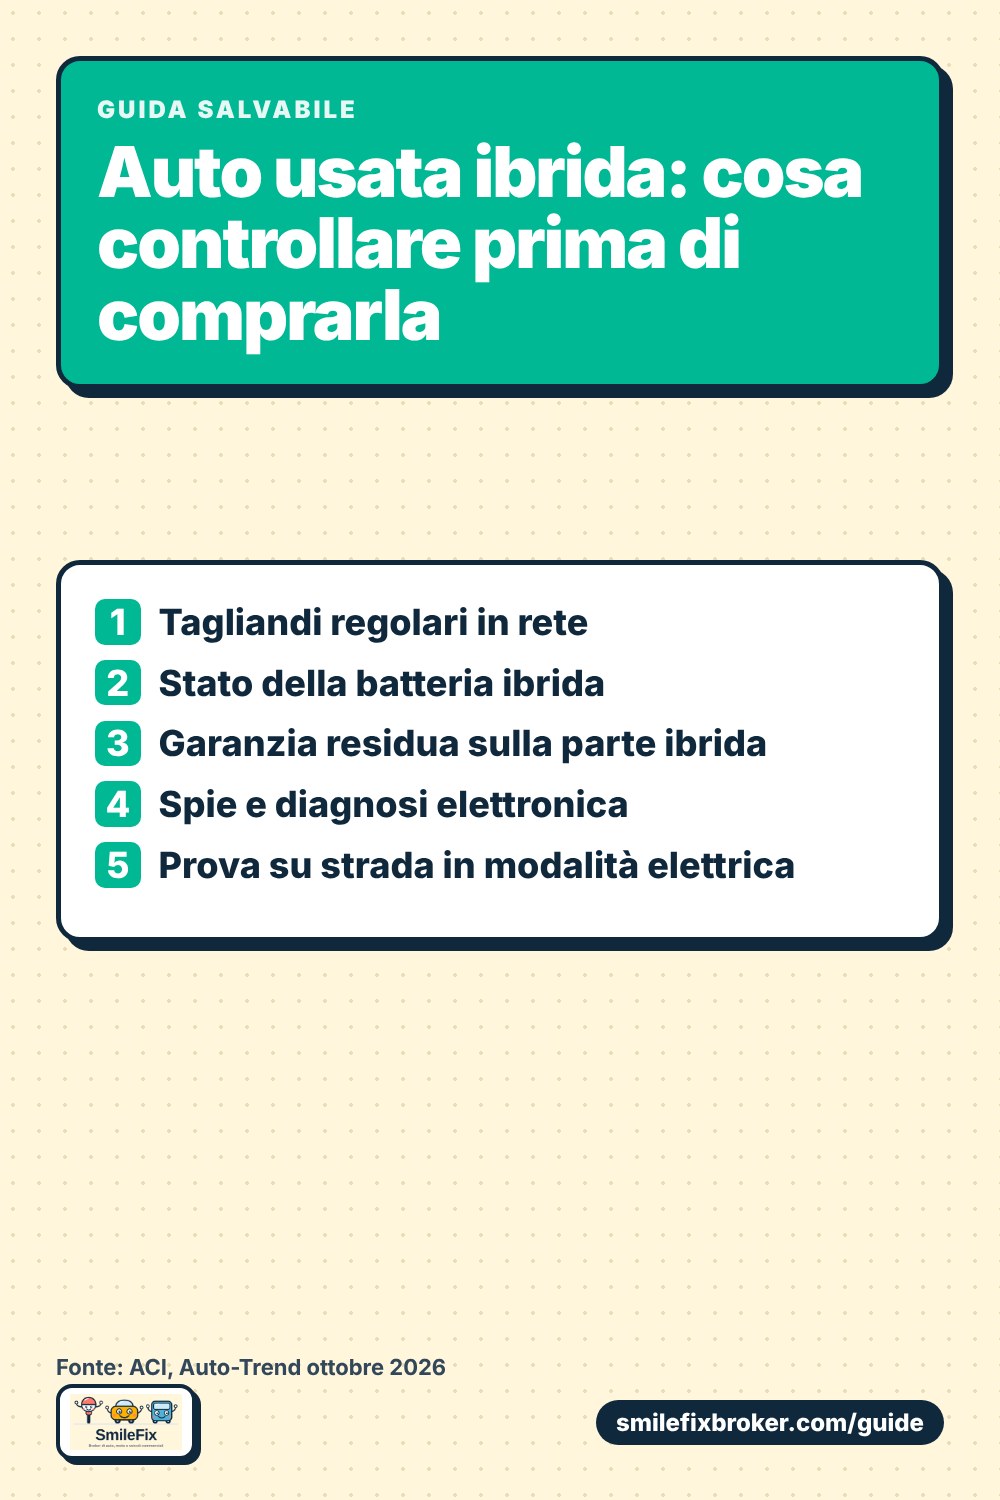 GUIDA SALVABILE
Auto usata ibrida: cosa
controllare prima di
comprarla
1 Tagliandi regolari in rete
2 Stato della batteria ibrida
3 Garanzia residua sulla parte ibrida
4 Spie e diagnosi elettronica
5 Prova su strada in modalità elettrica
Fonte: ACI, Auto-Trend ottobre 2026
SmileFix
smilefixbroker.com/guide